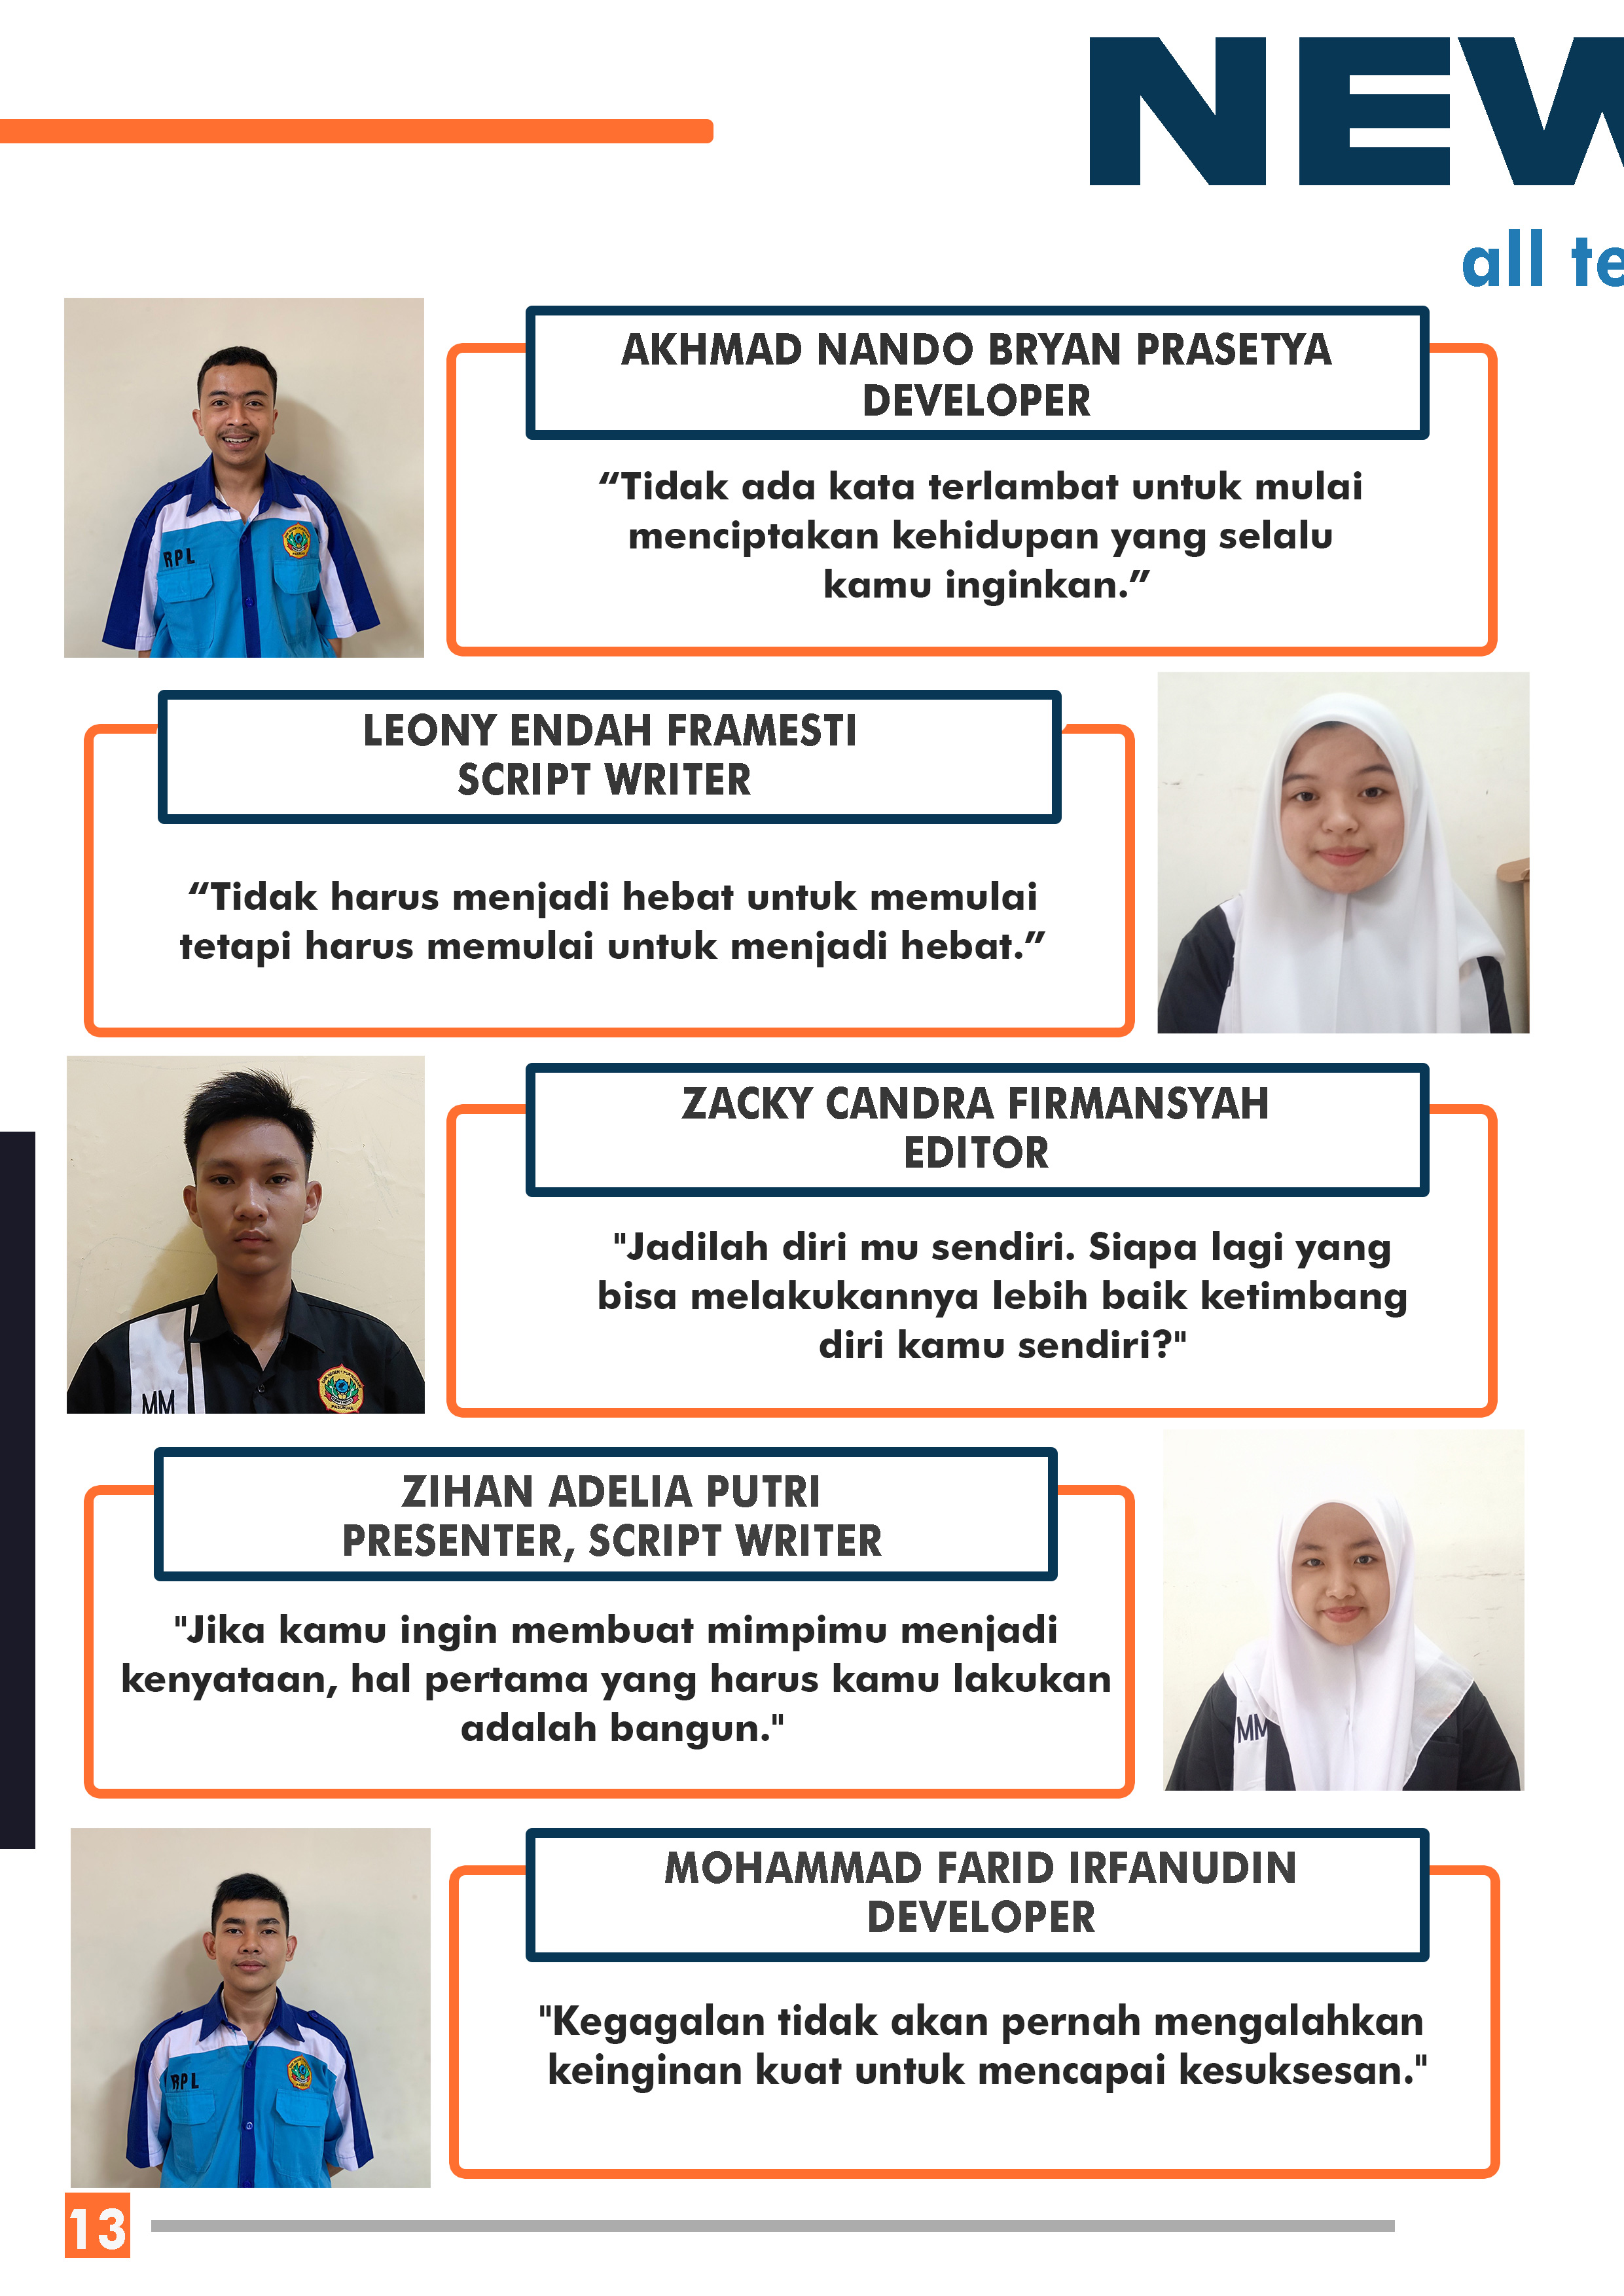 NEW
all te
AKHMAD NANDO BRYAN PRASETYA
DEVELOPER
“Tidak ada kata terlambat untuk mulai
menciptakan kehidupan yang selalu
kamu inginkan.”
RPL
LEONY ENDAH FRAMESTI
SCRIPT WRITER
“Tidak harus menjadi hebat untuk memulai
tetapi harus memulai untuk menjadi hebat.”
ZACKY CANDRA FIRMANSYAH
EDITOR
"Jadilah diri mu sendiri. Siapa lagi yang
bisa melakukannya lebih baik ketimbang
diri kamu sendiri?"
MM
ZIHAN ADELIA PUTRI
PRESENTER, SCRIPT WRITER
"Jika kamu ingin membuat mimpimu menjadi
kenyataan, hal pertama yang harus kamu lakukan
adalah bangun."
MM
MOHAMMAD FARID IRFANUDIN
DEVELOPER
"Kegagalan tidak akan pernah mengalahkan
keinginan kuat untuk mencapai kesuksesan."
RPL
13